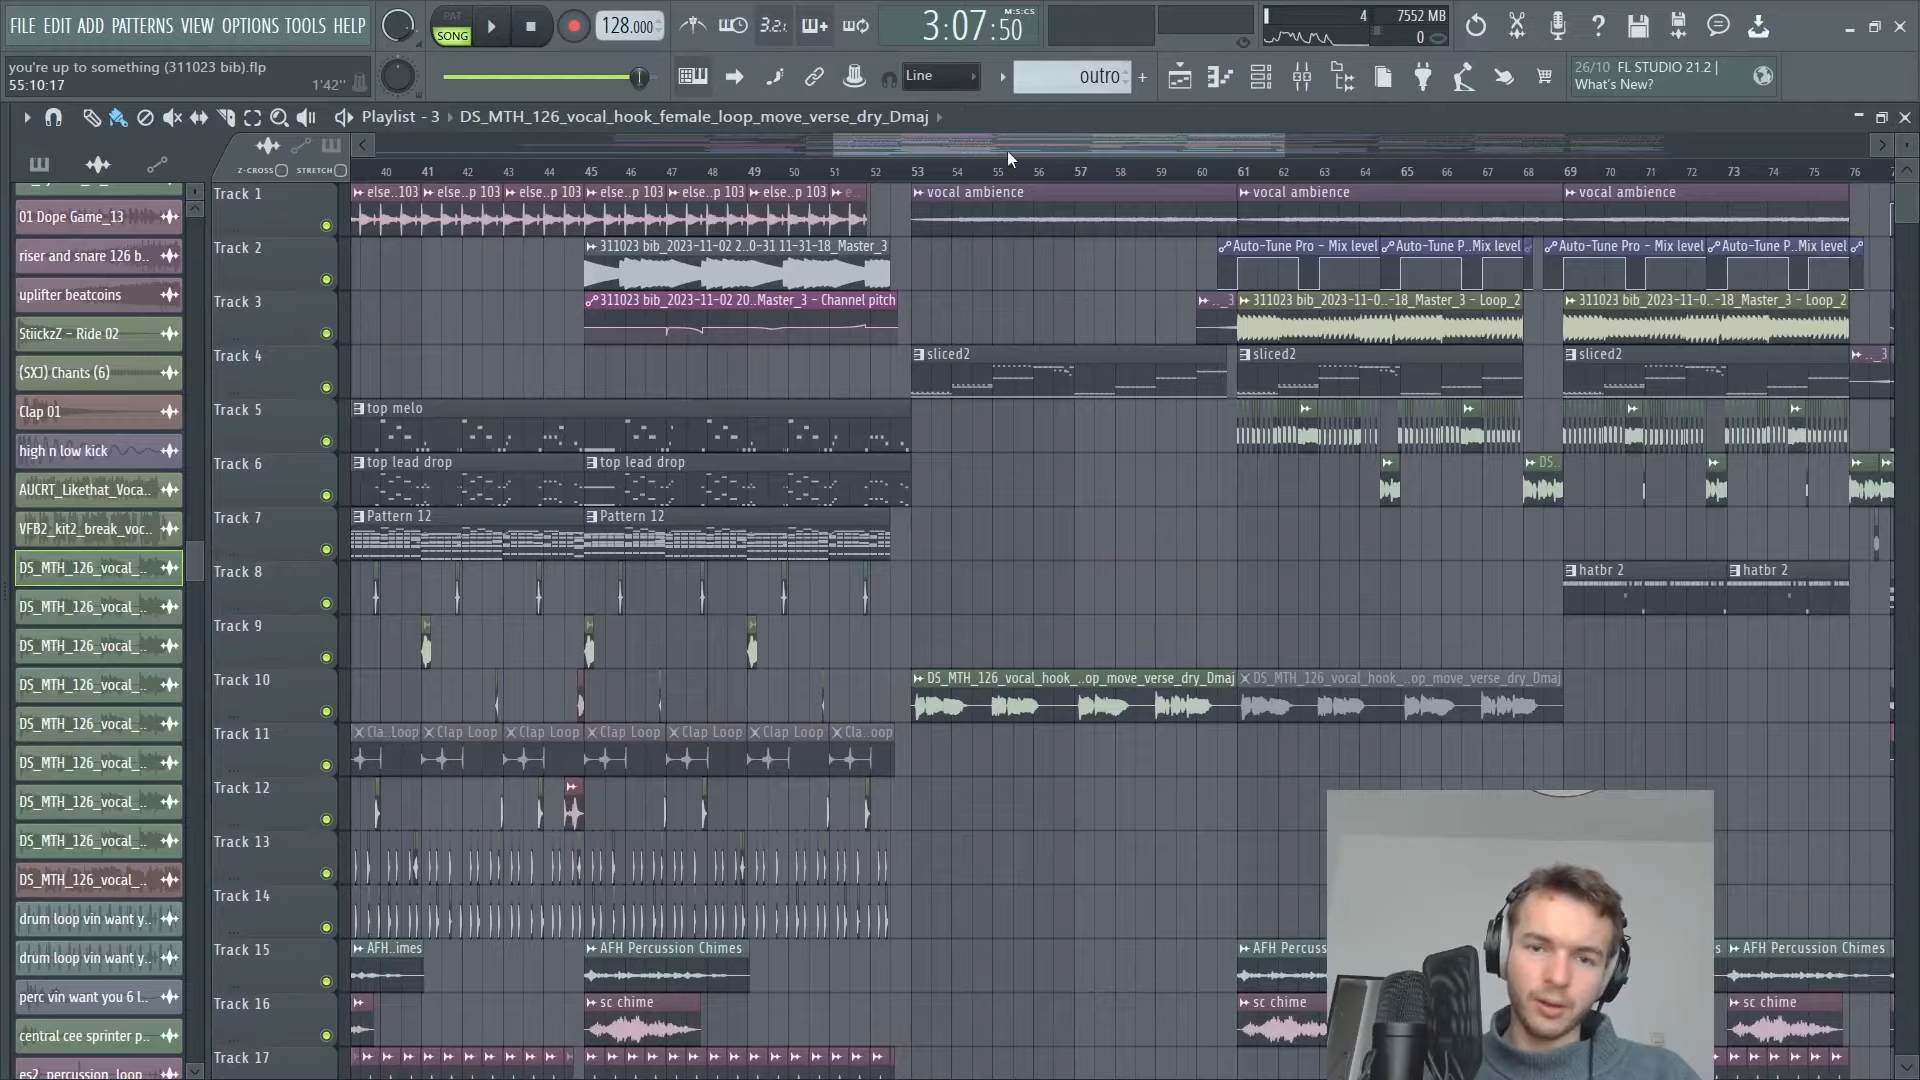 FILE EDIT ADD PATTERNS VIEW OPTIONS TOOLS HELP
PAT
SONG
128.000
3.2.:
3:07:50
M:S:CS
4
7552 MB
0
you're up to something (311023 bib).flp
55:10:17
1'42"
Line
outro
26/10 FL STUDIO 21.2 |
What's New?
Playlist - 3
DS_MTH_126_vocal_hook_female_loop_move_verse_dry_Dmaj
Z-CROSS
STRETCH
40 41 42 43 44 45 46 47 48 49 50 51 52 53 54 55 56 57 58 59 60 61 62 63 64 65 66 67 68 69 70 71 72 73 74 75 76
01 Dope Game_13
riser and snare 126 b..
uplifter beatcoins
StiickzZ - Ride 02
(SXJ) Chants (6)
Clap 01
high n low kick
AUCRT_Likethat_Voca..
VFB2_kit2_break_voc..
DS_MTH_126_vocal_..
DS_MTH_126_vocal_..
DS_MTH_126_vocal_..
DS_MTH_126_vocal_..
DS_MTH_126_vocal_..
DS_MTH_126_vocal_..
DS_MTH_126_vocal_..
DS_MTH_126_vocal_..
DS_MTH_126_vocal_..
drum loop vin want y..
drum loop vin want y..
perc vin want you 6 l..
central cee sprinter p..
es2_percussion_loop
Track 1
else..103 else..p 103 else..p 103 else..p 103 else..p 103 else..p 103 e
vocal ambience vocal ambience vocal ambience
Track 2
311023 bib_2023-11-02 2..0-31 11-31-18_Master_3
Auto-Tune Pro - Mix level Auto-Tune P..Mix level Auto-Tune Pro - Mix level Auto-Tune P..Mix level
Track 3
311023 bib_2023-11-02 20..Master_3 - Channel pitch
.._3 311023 bib_2023-11-0..-18_Master_3 - Loop_2 311023 bib_2023-11-0..-18_Master_3 - Loop_2
Track 4
sliced2 sliced2 sliced2 .._3
Track 5
top melo
Track 6
top lead drop top lead drop
DS..
Track 7
Pattern 12 Pattern 12
Track 8
hatbr 2 hatbr 2
Track 9
Track 10
DS_MTH_126_vocal_hook_..op_move_verse_dry_Dmaj DS_MTH_126_vocal_hook_..op_move_verse_dry_Dmaj
Track 11
Cla..Loop Clap Loop Clap Loop Clap Loop Clap Loop Clap Loop Cla..oop
Track 12
Track 13
Track 14
Track 15
AFH..imes AFH Percussion Chimes AFH Percuss s AFH Percussion Chimes
Track 16
sc chime sc chime sc chime
Track 17